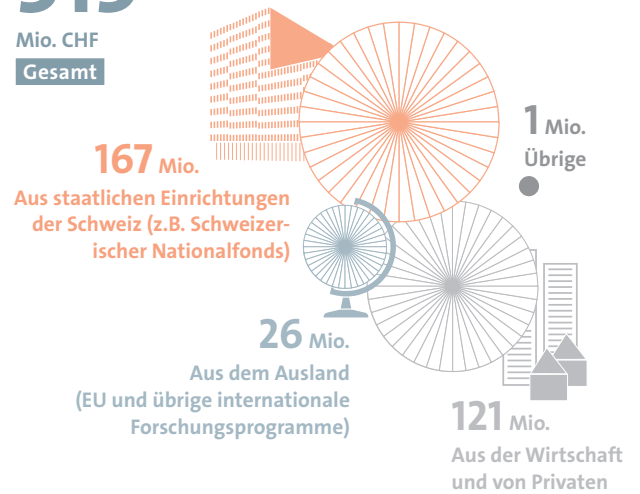 Mio. CHF
Gesamt
1 Mio.
Übrige
167 Mio.
Aus staatlichen Einrichtungen
der Schweiz (z.B. Schweizer-
ischer Nationalfonds)
26 Mio.
Aus dem Ausland
(EU und übrige internationale
Forschungsprogramme)
121 Mio.
Aus der Wirtschaft
und von Privaten